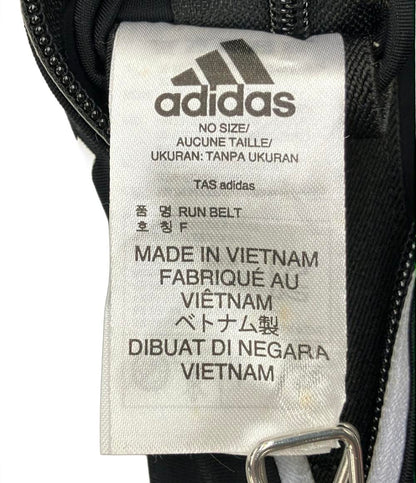 adidas
NO SIZE/
AUCUNE TAILLE/
UKURAN: TANPA UKURAN
TAS adidas
품 명 RUN BELT
호 칭 F
MADE IN VIETNAM
FABRIQUÉ AU
VIÊTNAM
ベトナム製
DIBUAT DI NEGARA
VIETNAM